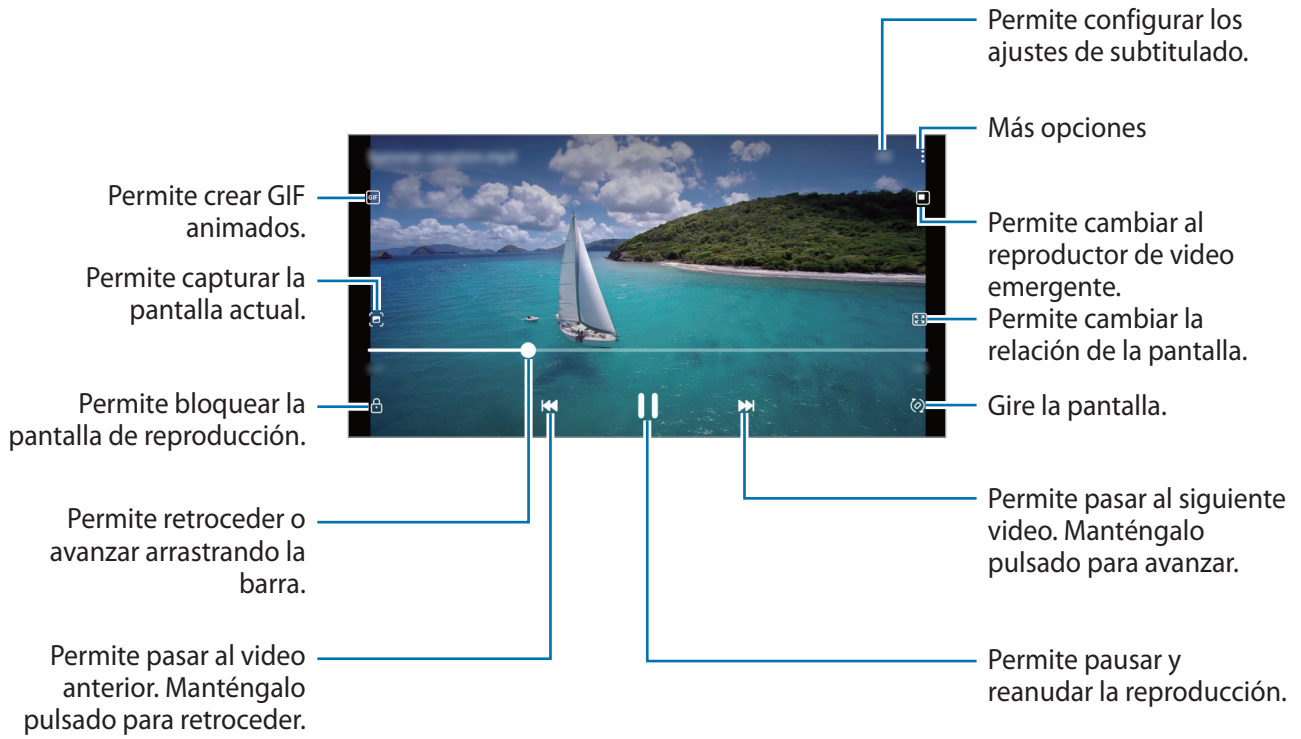 Permite configurar los
ajustes de subtitulado.
Más opciones
Permite crear GIF
animados.
GIF
Permite cambiar al
reproductor de video
emergente.
Permite capturar la
pantalla actual.
Permite cambiar la
relación de la pantalla.
Permite bloquear la
pantalla de reproducción.
Gire la pantalla.
Permite retroceder o
avanzar arrastrando la
barra.
Permite pasar al siguiente
video. Manténgalo
pulsado para avanzar.
Permite pasar al video
anterior. Manténgalo
pulsado para retroceder.
Permite pausar y
reanudar la reproducción.